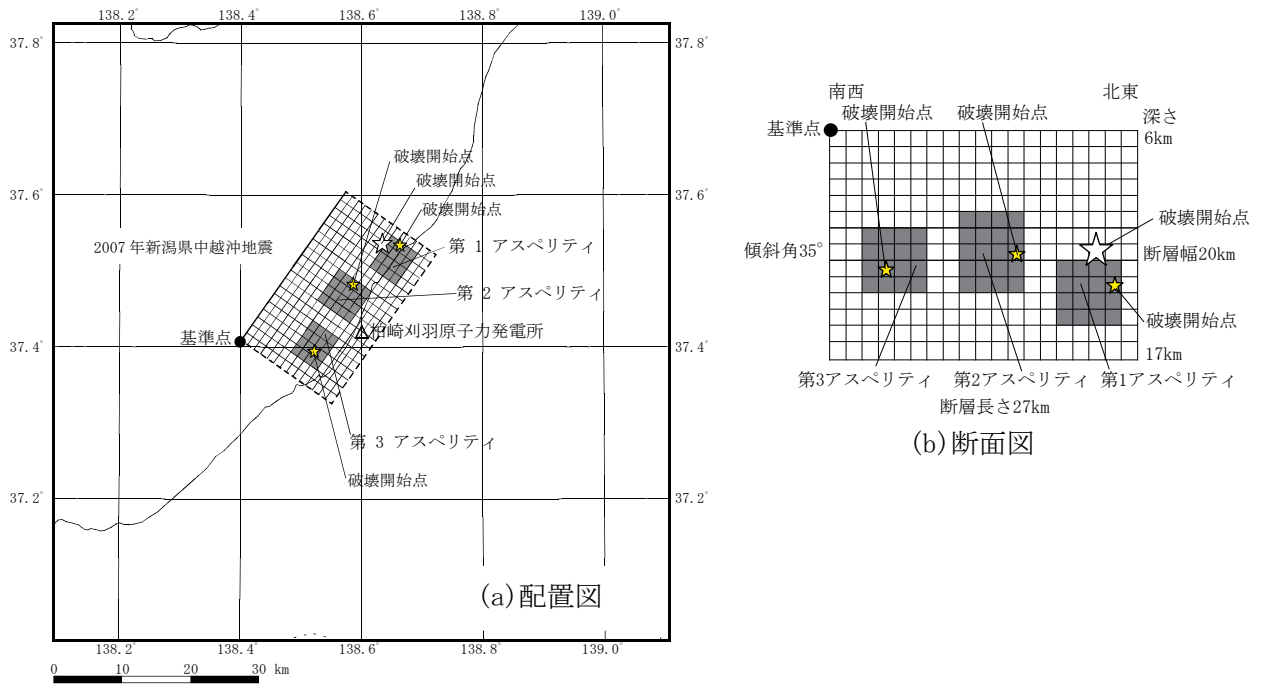 138.2°
138.4°
138.6°
138.8°
139.0°
37.8°
37.8°
破壊開始点
破壊開始点
37.6°
37.6°
破壊開始点
2007年新潟県中越沖地震
第 1 アスペリティ
第 2 アスペリティ
基準点
柏崎刈羽原子力発電所
37.4°
37.4°
第 3 アスペリティ
破壊開始点
37.2°
37.2°
(a)配置図
138.2°
138.4°
138.6°
138.8°
139.0°
0 10 20 30 km
南西
北東
破壊開始点
破壊開始点
深さ
基準点
6km
破壊開始点
傾斜角35°
断層幅20km
破壊開始点
17km
第3アスペリティ
第2アスペリティ
第1アスペリティ
断層長さ27km
(b)断面図